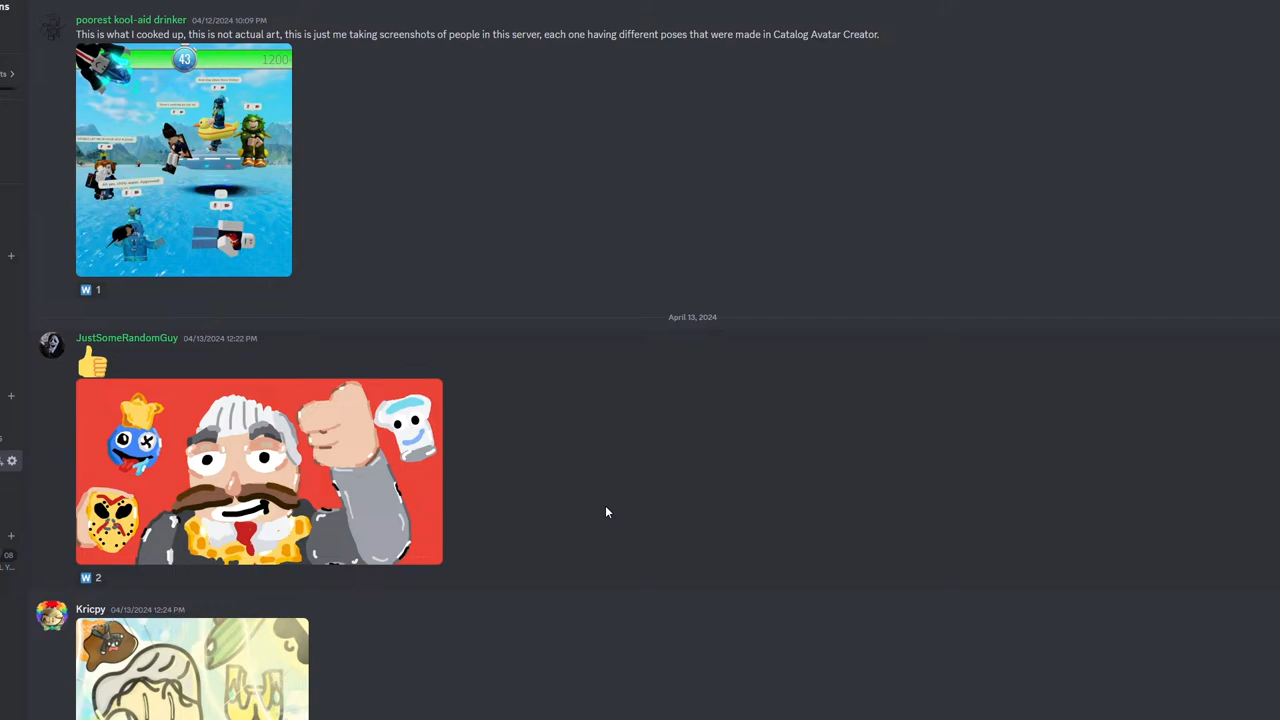 ns
poorest kool-aid drinker 04/12/2024 10:09 PM
This is what I cooked up, this is not actual art, this is just me taking screenshots of people in this server, each one having different poses that were made in Catalog Avatar Creator.
43
1200
W 1
April 13, 2024
JustSomeRandomGuy 04/13/2024 12:22 PM
W 2
08
Kricpy 04/13/2024 12:24 PM